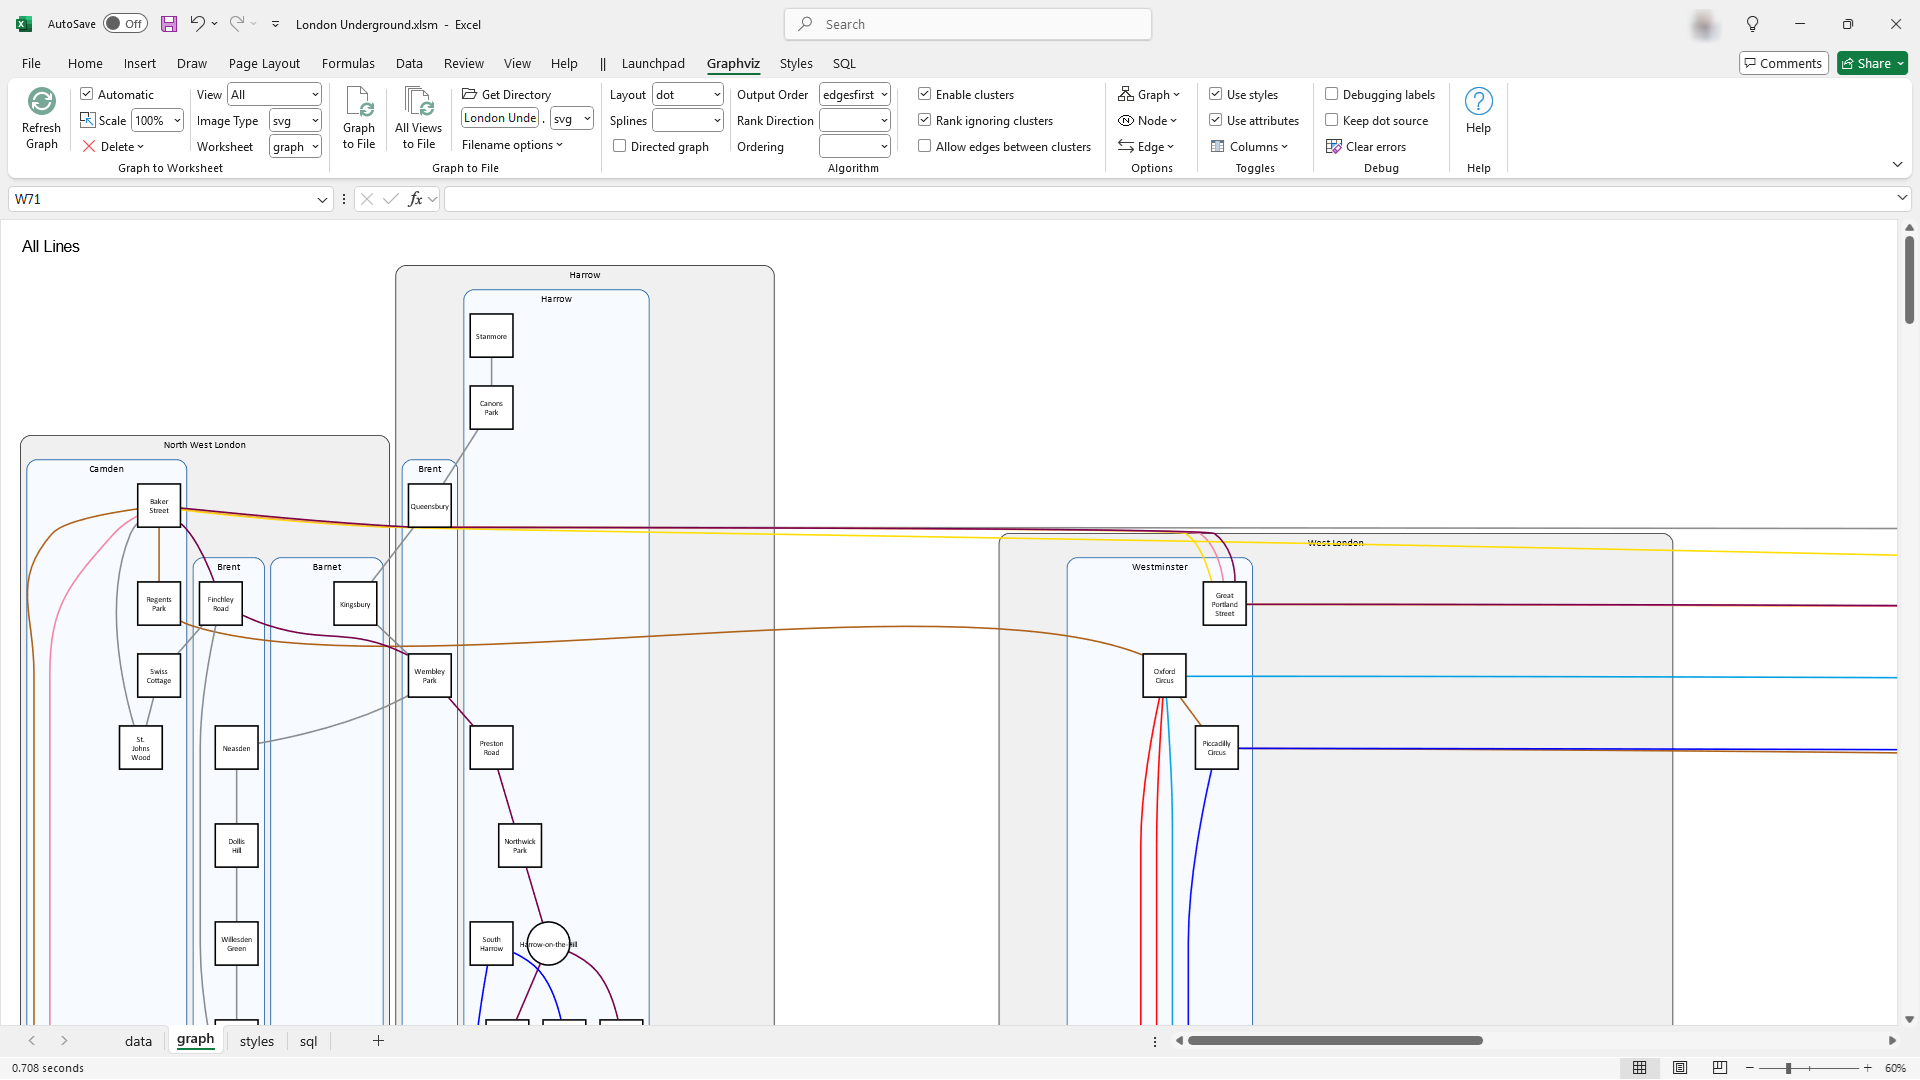 AutoSave
Off
London Underground.xlsm - Excel
Search
File
Home
Insert
Draw
Page Layout
Formulas
Data
Review
View
Help
||
Launchpad
Graphviz
Styles
SQL
Comments
Share
Refresh
Graph
Automatic
Scale
100%
Delete
View
All
Image Type
svg
Worksheet
graph
Graph to Worksheet
Graph
to File
All Views
to File
Get Directory
London Unde
.
svg
Filename options
Graph to File
Layout
dot
Splines
Directed graph
Output Order
edgesfirst
Rank Direction
Ordering
Enable clusters
Rank ignoring clusters
Allow edges between clusters
Algorithm
Graph
Node
Edge
Options
Use styles
Use attributes
Columns
Toggles
Debugging labels
Keep dot source
Clear errors
Debug
Help
Help
W71
fx
All Lines
Harrow
Harrow
Stanmore
Canons
Park
North West London
Camden
Brent
Baker
Street
Queensbury
West London
Brent
Barnet
Westminster
Regents
Park
Finchley
Road
Kingsbury
Great
Portland
Street
Swiss
Cottage
Wembley
Park
Oxford
Circus
St.
Johns
Wood
Neasden
Preston
Road
Piccadilly
Circus
Dollis
Hill
Northwick
Park
Willesden
Green
South
Harrow
Harrow-on-the-Hill
data
graph
styles
sql
0.708 seconds
60%